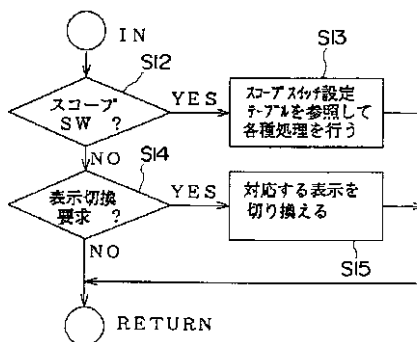 IN
S12
スコープ
SW ?
YES
S13
スコープスイッチ設定
テーブルを参照して
各種処理を行う
NO
S14
表示切換
要求 ?
YES
対応する表示を
切り換える
S15
NO
RETURN